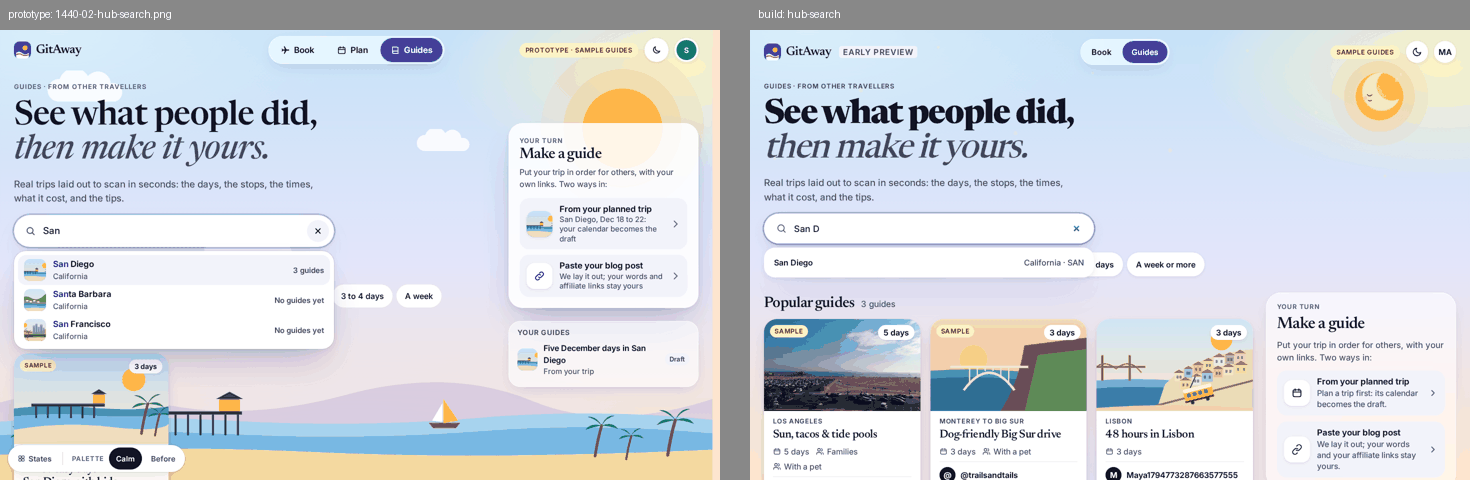 prototype: 1440-02-hub-search.png
GitAway
Book
Plan
Guides
PROTOTYPE · SAMPLE GUIDES
S
GUIDES · FROM OTHER TRAVELLERS
See what people did,
then make it yours.
Real trips laid out to scan in seconds: the days, the stops, the times,
what it cost, and the tips.
San
San Diego
California
3 guides
Santa Barbara
California
No guides yet
San Francisco
California
No guides yet
3 to 4 days
A week
YOUR TURN
Make a guide
Put your trip in order for others, with your
own links. Two ways in:
From your planned trip
San Diego, Dec 18 to 22:
your calendar becomes the
draft
Paste your blog post
We lay it out; your words and
affiliate links stay yours
YOUR GUIDES
Five December days in San
Diego
From your trip
Draft
SAMPLE
3 days
States
PALETTE
Calm
Before
build: hub-search
GitAway
EARLY PREVIEW
Book
Guides
SAMPLE GUIDES
MA
GUIDES · FROM OTHER TRAVELLERS
See what people did,
then make it yours.
Real trips laid out to scan in seconds: the days, the stops, the times,
what it cost, and the tips.
San D
San Diego
California · SAN
days
A week or more
Popular guides
3 guides
SAMPLE
5 days
LOS ANGELES
Sun, tacos & tide pools
5 days
Families
With a pet
SAMPLE
3 days
MONTEREY TO BIG SUR
Dog-friendly Big Sur drive
3 days
With a pet
@
@trailsandtails
3 days
LISBON
48 hours in Lisbon
3 days
M
Maya1794773287663577555
YOUR TURN
Make a guide
Put your trip in order for others, with your
own links. Two ways in:
From your planned trip
Plan a trip first: its calendar
becomes the draft.
Paste your blog post
We lay it out; your words
and your affiliate links stay
yours.